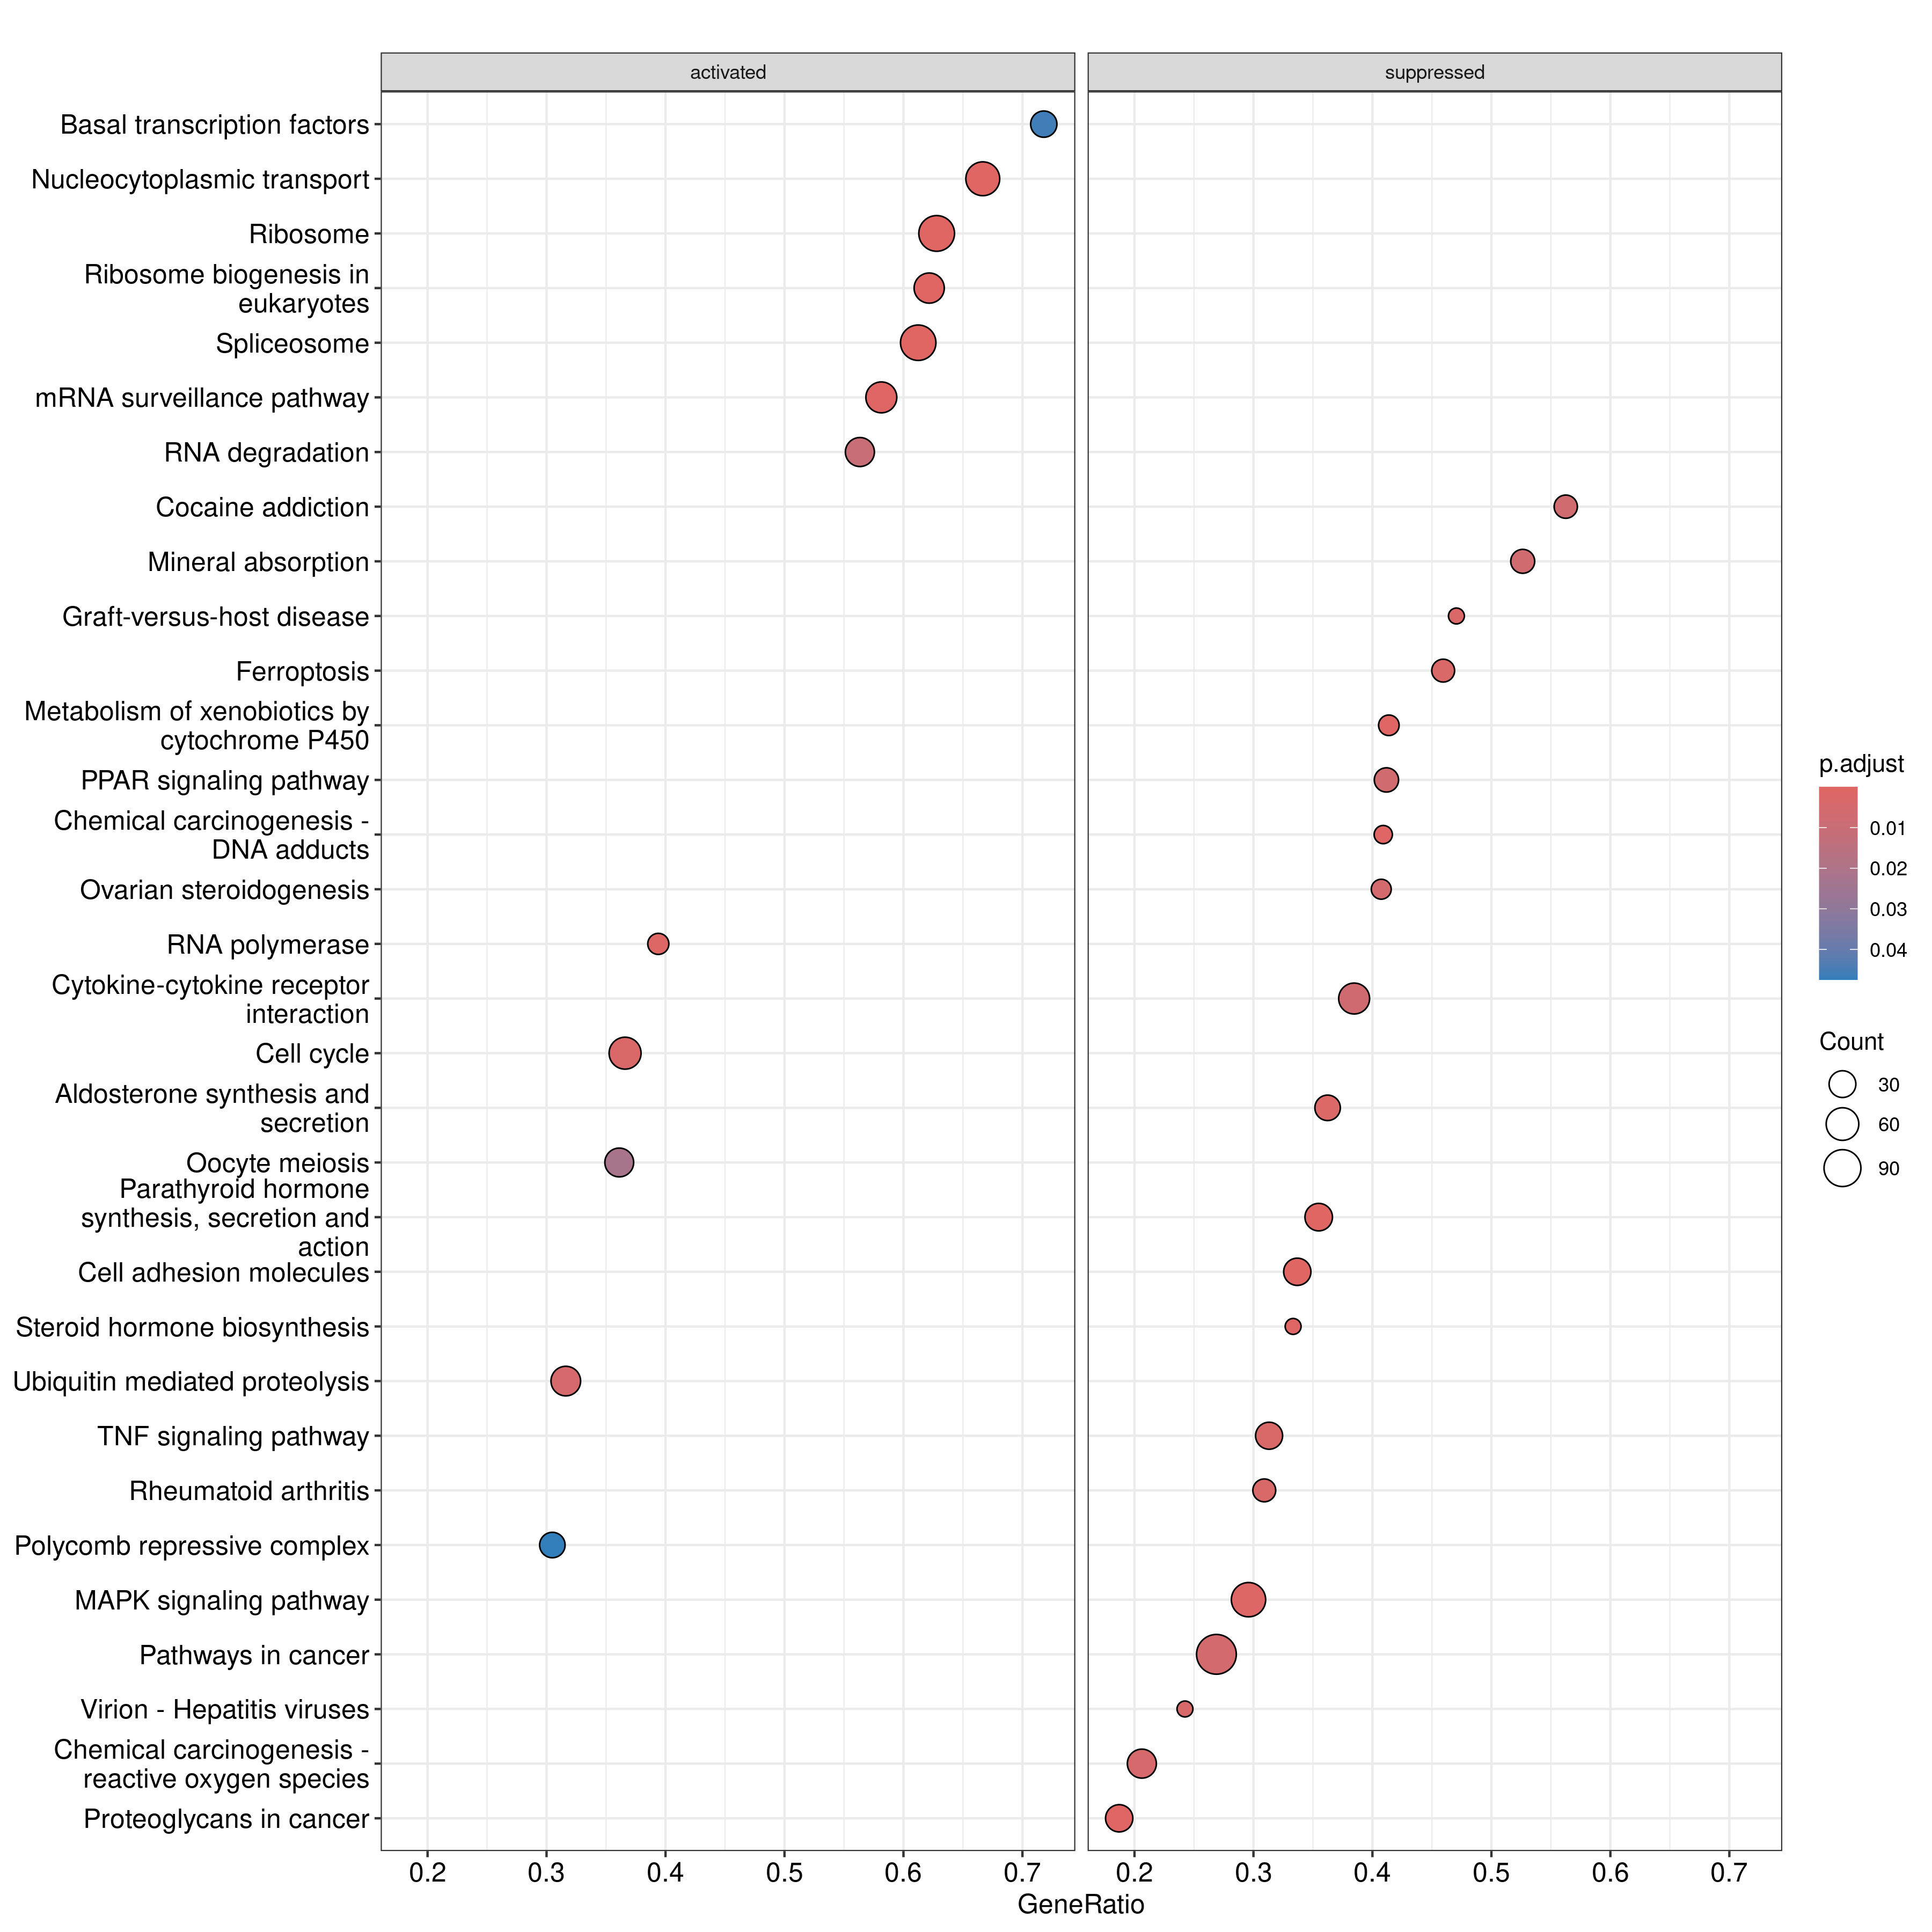 activated
suppressed
Basal transcription factors
Nucleocytoplasmic transport
Ribosome
Ribosome biogenesis in
eukaryotes
Spliceosome
mRNA surveillance pathway
RNA degradation
Cocaine addiction
Mineral absorption
Graft-versus-host disease
Ferroptosis
Metabolism of xenobiotics by
cytochrome P450
PPAR signaling pathway
Chemical carcinogenesis -
DNA adducts
Ovarian steroidogenesis
RNA polymerase
Cytokine-cytokine receptor
interaction
Cell cycle
Aldosterone synthesis and
secretion
Oocyte meiosis
Parathyroid hormone
synthesis, secretion and
action
Cell adhesion molecules
Steroid hormone biosynthesis
Ubiquitin mediated proteolysis
TNF signaling pathway
Rheumatoid arthritis
Polycomb repressive complex
MAPK signaling pathway
Pathways in cancer
Virion - Hepatitis viruses
Chemical carcinogenesis -
reactive oxygen species
Proteoglycans in cancer
0.2 0.3 0.4 0.5 0.6 0.7
0.2 0.3 0.4 0.5 0.6 0.7
GeneRatio
p.adjust
0.01
0.02
0.03
0.04
Count
30
60
90